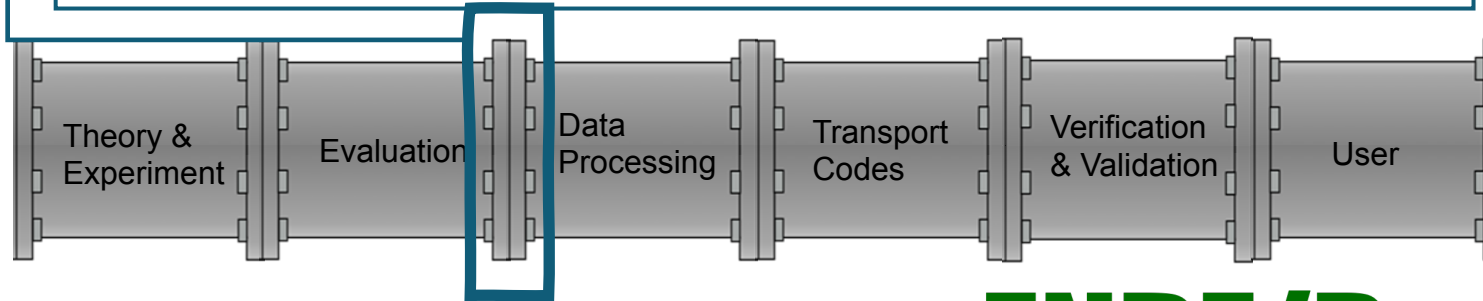 Theory &
Experiment
Evaluation
Data
Processing
Transport
Codes
Verification
& Validation
User